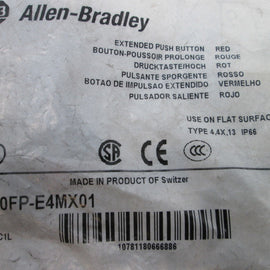 Allen-Bradley
EXTENDED PUSH BUTTON RED
BOUTON-POUSSOIR PROLONGE ROUGE
DRUCKTASTER/HOCH ROT
PULSANTE SPORGENTE ROSSO
BOTAO DE IMPULSAO EXTENDIDO VERMELHO
PULSADOR SALIENTE ROJO
USE ON FLAT SURFAC
TYPE 4.4X,13 IP66
MADE IN PRODUCT OF Switzer
0FP-E4MX01
10781180666886